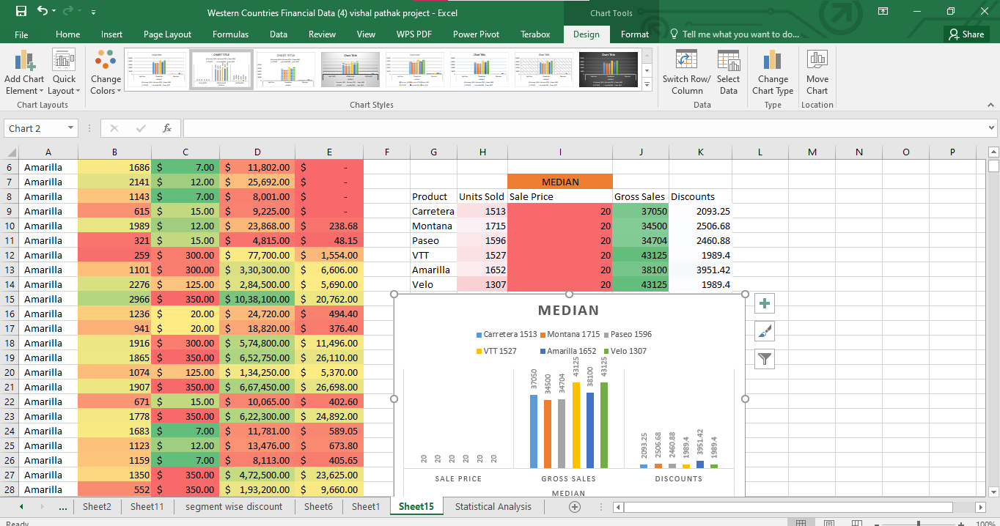 Western Countries Financial Data (4) vishal pathak project - Excel
Chart Tools
File Home Insert Page Layout Formulas Data Review View WPS PDF Power Pivot Terabox Design Format Tell me what you want to do... Share
Add Chart Element Quick Layout Change Colors Switch Row/ Column Select Data Change Chart Type Move Chart
Chart Layouts Chart Styles Data Type Location
Chart 2 fx
A B C D E F G H I J K L M N O P
6 Amarilla 1686 $ 7.00 $ 11,802.00 $ -
7 Amarilla 2141 $ 12.00 $ 25,692.00 $ - MEDIAN
8 Amarilla 1143 $ 7.00 $ 8,001.00 $ - Product Units Sold Sale Price Gross Sales Discounts
9 Amarilla 615 $ 15.00 $ 9,225.00 $ - Carretera 1513 20 37050 2093.25
10 Amarilla 1989 $ 12.00 $ 23,868.00 $ 238.68 Montana 1715 20 34500 2506.68
11 Amarilla 321 $ 15.00 $ 4,815.00 $ 48.15 Paseo 1596 20 34704 2460.88
12 Amarilla 259 $ 300.00 $ 77,700.00 $ 1,554.00 VTT 1527 20 43125 1989.4
13 Amarilla 1101 $ 300.00 $ 3,30,300.00 $ 6,606.00 Amarilla 1652 20 38100 3951.42
14 Amarilla 2276 $ 125.00 $ 2,84,500.00 $ 5,690.00 Velo 1307 20 43125 1989.4
15 Amarilla 2966 $ 350.00 $ 10,38,100.00 $ 20,762.00
16 Amarilla 1236 $ 20.00 $ 24,720.00 $ 494.40
17 Amarilla 941 $ 20.00 $ 18,820.00 $ 376.40
18 Amarilla 1916 $ 300.00 $ 5,74,800.00 $ 11,496.00
19 Amarilla 1865 $ 350.00 $ 6,52,750.00 $ 26,110.00
20 Amarilla 1074 $ 125.00 $ 1,34,250.00 $ 5,370.00
21 Amarilla 1907 $ 350.00 $ 6,67,450.00 $ 26,698.00
22 Amarilla 671 $ 15.00 $ 10,065.00 $ 402.60
23 Amarilla 1778 $ 350.00 $ 6,22,300.00 $ 24,892.00
24 Amarilla 1683 $ 7.00 $ 11,781.00 $ 589.05
25 Amarilla 1123 $ 12.00 $ 13,476.00 $ 673.80
26 Amarilla 1159 $ 7.00 $ 8,113.00 $ 405.65
27 Amarilla 1350 $ 350.00 $ 4,72,500.00 $ 23,625.00
28 Amarilla 552 $ 350.00 $ 1,93,200.00 $ 9,660.00
MEDIAN
Carretera 1513 Montana 1715 Paseo 1596
VTT 1527 Amarilla 1652 Velo 1307
20 20 20 20 20 20
37050 34500 34704 43125 38100 43125
2093.25 2506.68 2460.88 1989.4 3951.42 1989.4
SALE PRICE GROSS SALES DISCOUNTS
MEDIAN
... Sheet2 Sheet11 segment wise discount Sheet6 Sheet1 Sheet15 Statistical Analysis
Ready 100%